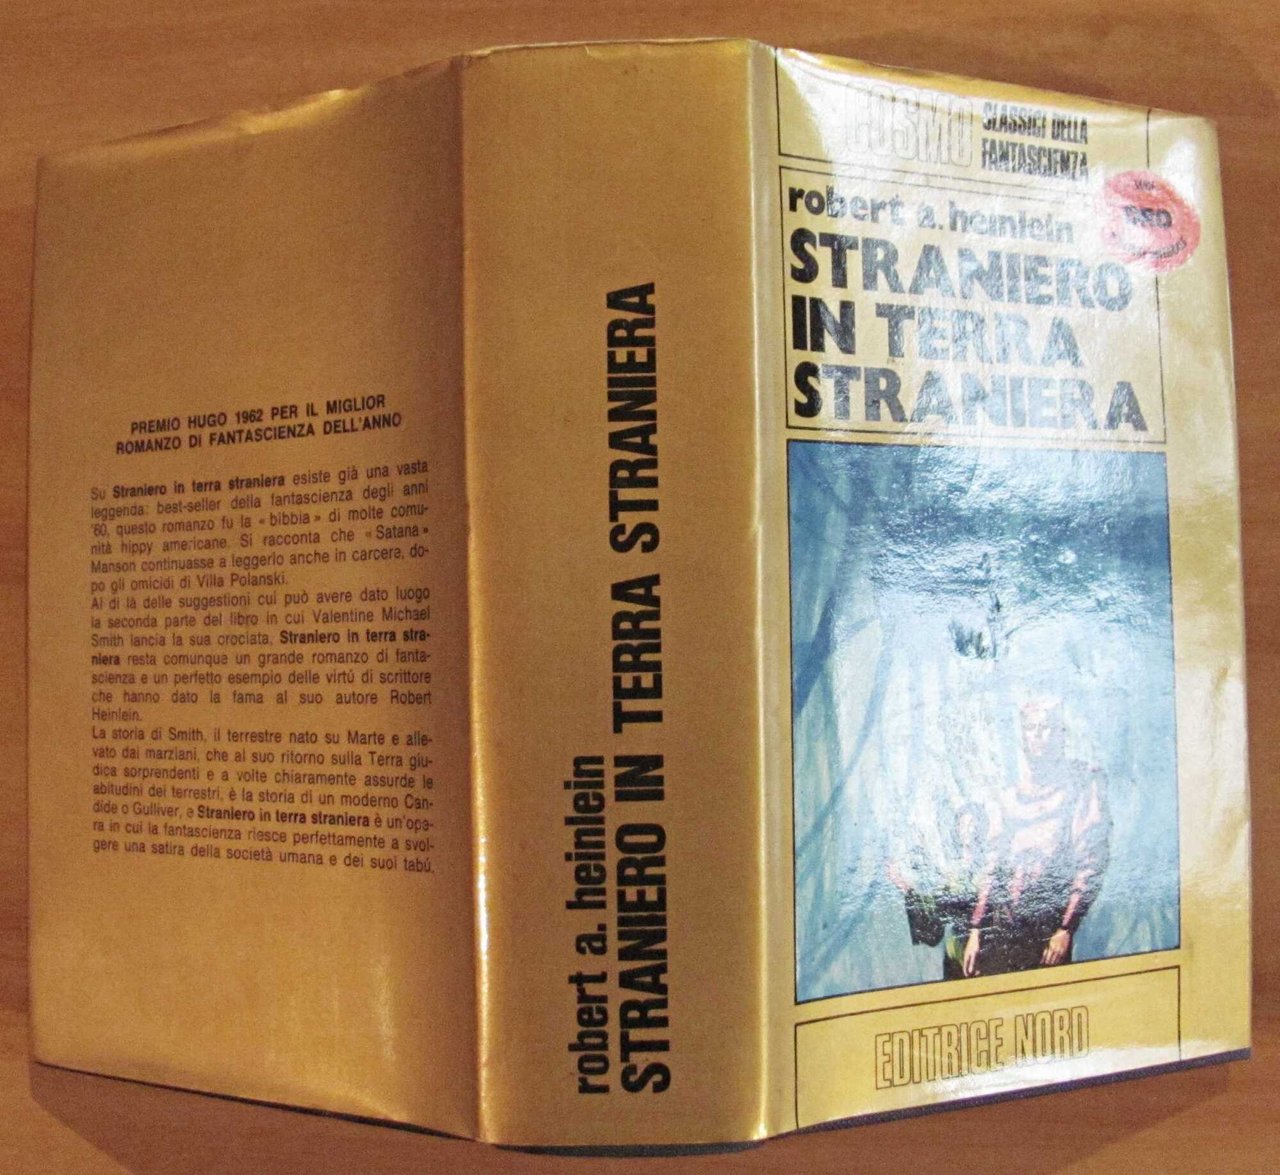 PREMIO HUGO 1962 PER IL MIGLIOR
ROMANZO DI FANTASCIENZA DELL'ANNO
Su Straniero in terra straniera esiste già una vasta
leggenda: best-seller della fantascienza degli anni
'60, questo romanzo fu la «bibbia» di molte comu-
nità hippy americane. Si racconta che «Satana»
Manson continuasse a leggerlo anche in carcere, do-
po gli omicidi di Villa Polanski.
Al di là delle suggestioni cui può avere dato luogo
la seconda parte del libro in cui Valentine Michael
Smith lancia la sua crociata, Straniero in terra stra-
niera resta comunque un grande romanzo di fanta-
scienza e un perfetto esempio delle virtú di scrittore
che hanno dato la fama al suo autore Robert
Heinlein.
La storia di Smith, il terrestre nato su Marte e alle-
vato dai marziani, che al suo ritorno sulla Terra giu-
dica sorprendenti e a volte chiaramente assurde le
abitudini dei terrestri, è la storia di un moderno Can-
dide o Gulliver, e Straniero in terra straniera è un'ope-
ra in cui la fantascienza riesce perfettamente a svol-
gere una satira della società umana e dei suoi tabú.
robert a. heinlein
STRANIERO IN TERRA STRANIERA
COSMO
CLASSICI DELLA
FANTASCIENZA
robert a. heinlein
STRANIERO
IN TERRA
STRANIERA
EDITRICE NORD